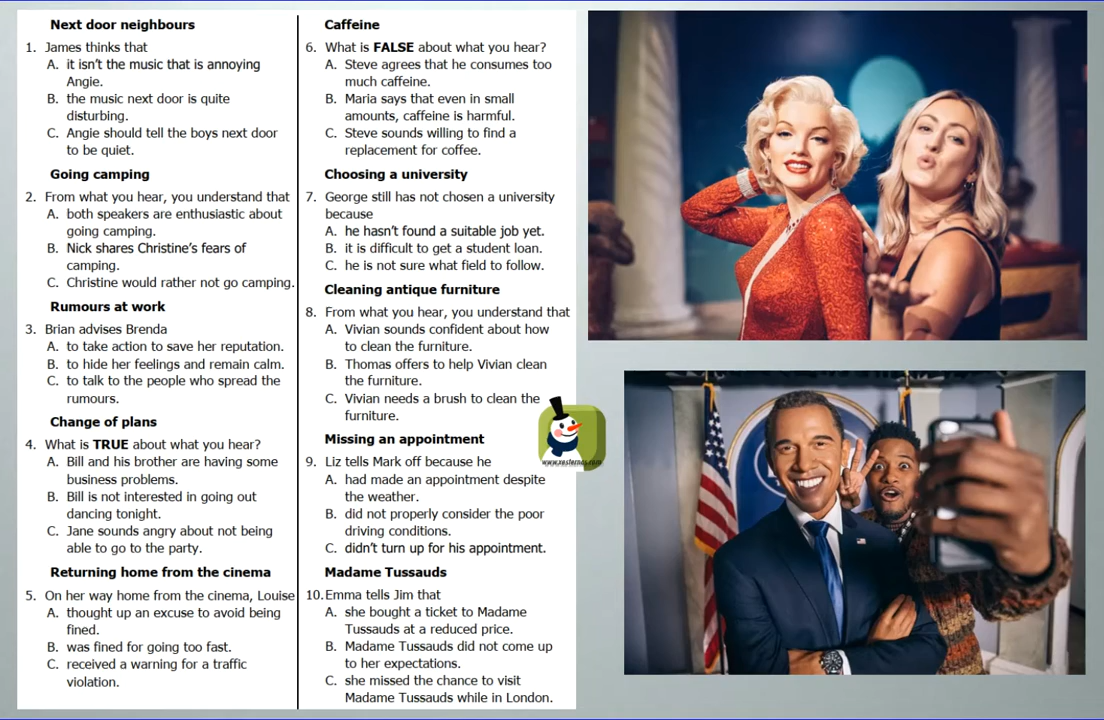 Next door neighbours
1. James thinks that
A. it isn't the music that is annoying
Angie.
B. the music next door is quite
disturbing.
C. Angie should tell the boys next door
to be quiet.
Going camping
2. From what you hear, you understand that
A. both speakers are enthusiastic about
going camping.
B. Nick shares Christine's fears of
camping.
C. Christine would rather not go camping.
Rumours at work
3. Brian advises Brenda
A. to take action to save her reputation.
B. to hide her feelings and remain calm.
C. to talk to the people who spread the
rumours.
Change of plans
4. What is TRUE about what you hear?
A. Bill and his brother are having some
business problems.
B. Bill is not interested in going out
dancing tonight.
C. Jane sounds angry about not being
able to go to the party.
Returning home from the cinema
5. On her way home from the cinema, Louise
A. thought up an excuse to avoid being
fined.
B. was fined for going too fast.
C. received a warning for a traffic
violation.
Caffeine
6. What is FALSE about what you hear?
A. Steve agrees that he consumes too
much caffeine.
B. Maria says that even in small
amounts, caffeine is harmful.
C. Steve sounds willing to find a
replacement for coffee.
Choosing a university
7. George still has not chosen a university
because
A. he hasn't found a suitable job yet.
B. it is difficult to get a student loan.
C. he is not sure what field to follow.
Cleaning antique furniture
8. From what you hear, you understand that
A. Vivian sounds confident about how
to clean the furniture.
B. Thomas offers to help Vivian clean
the furniture.
C. Vivian needs a brush to clean the
furniture.
Missing an appointment
9. Liz tells Mark off because he
A. had made an appointment despite
the weather.
B. did not properly consider the poor
driving conditions.
C. didn't turn up for his appointment.
Madame Tussauds
10. Emma tells Jim that
A. she bought a ticket to Madame
Tussauds at a reduced price.
B. Madame Tussauds did not come up
to her expectations.
C. she missed the chance to visit
Madame Tussauds while in London.